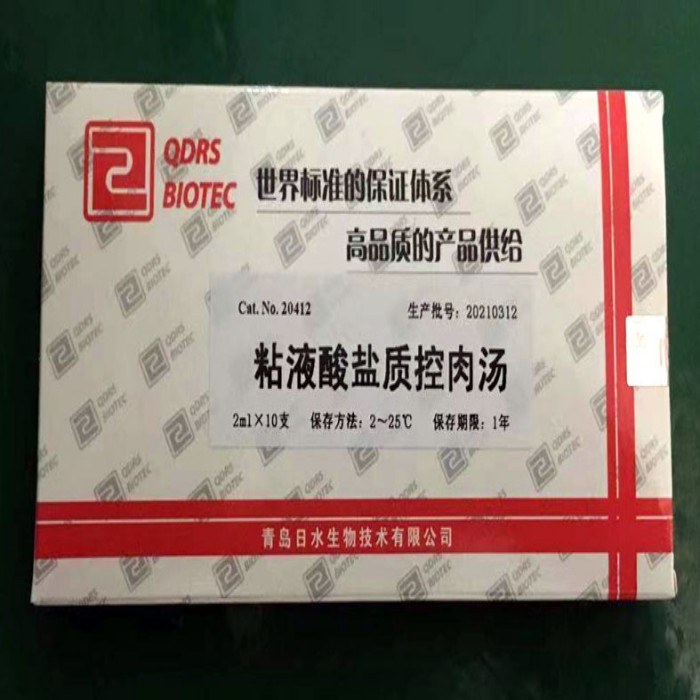 QDRS
BIOTEC
世界标准的保证体系
高品质的产品供给
Cat. No. 20412 生产批号: 20210312
粘液酸盐质控肉汤
2ml×10支 保存方法: 2～25℃ 保存期限: 1年
青岛日水生物技术有限公司